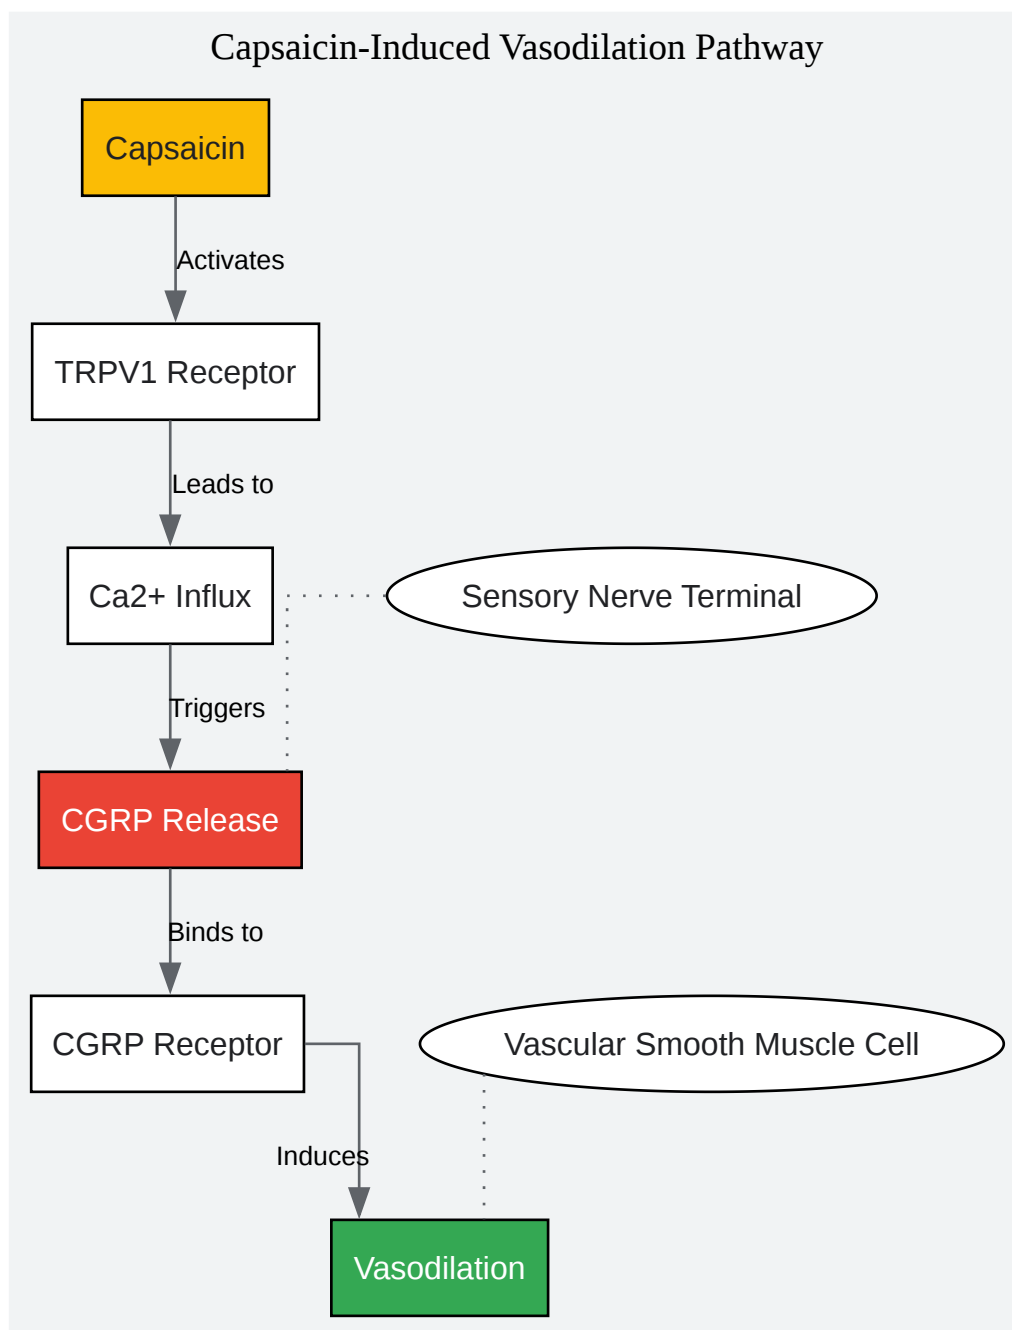 Capsaicin-Induced Vasodilation Pathway
Capsaicin
Activates
TRPV1 Receptor
Leads to
Ca2+ Influx
Sensory Nerve Terminal
Triggers
CGRP Release
Binds to
CGRP Receptor
Vascular Smooth Muscle Cell
Induces
Vasodilation